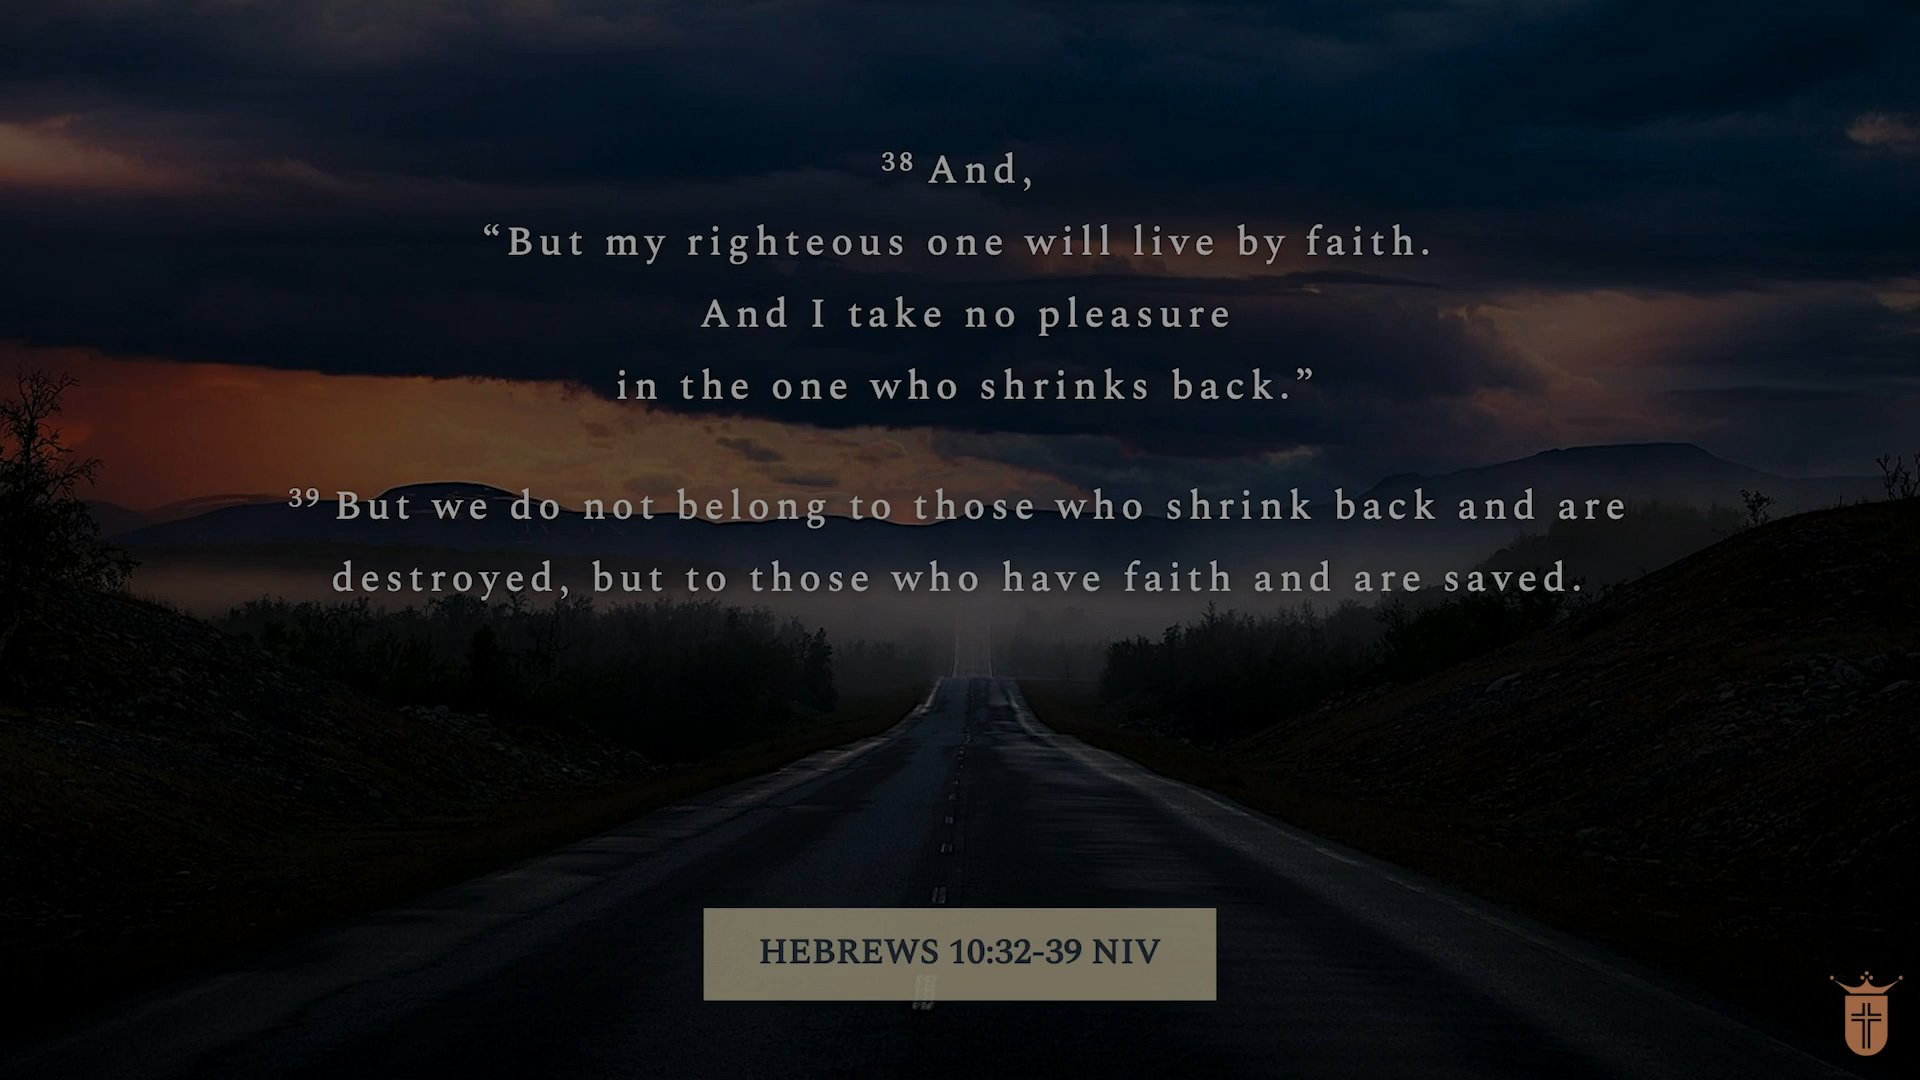 38 And,
“But my righteous one will live by faith.
And I take no pleasure
in the one who shrinks back.”
39 But we do not belong to those who shrink back and are
destroyed, but to those who have faith and are saved.
HEBREWS 10:32-39 NIV